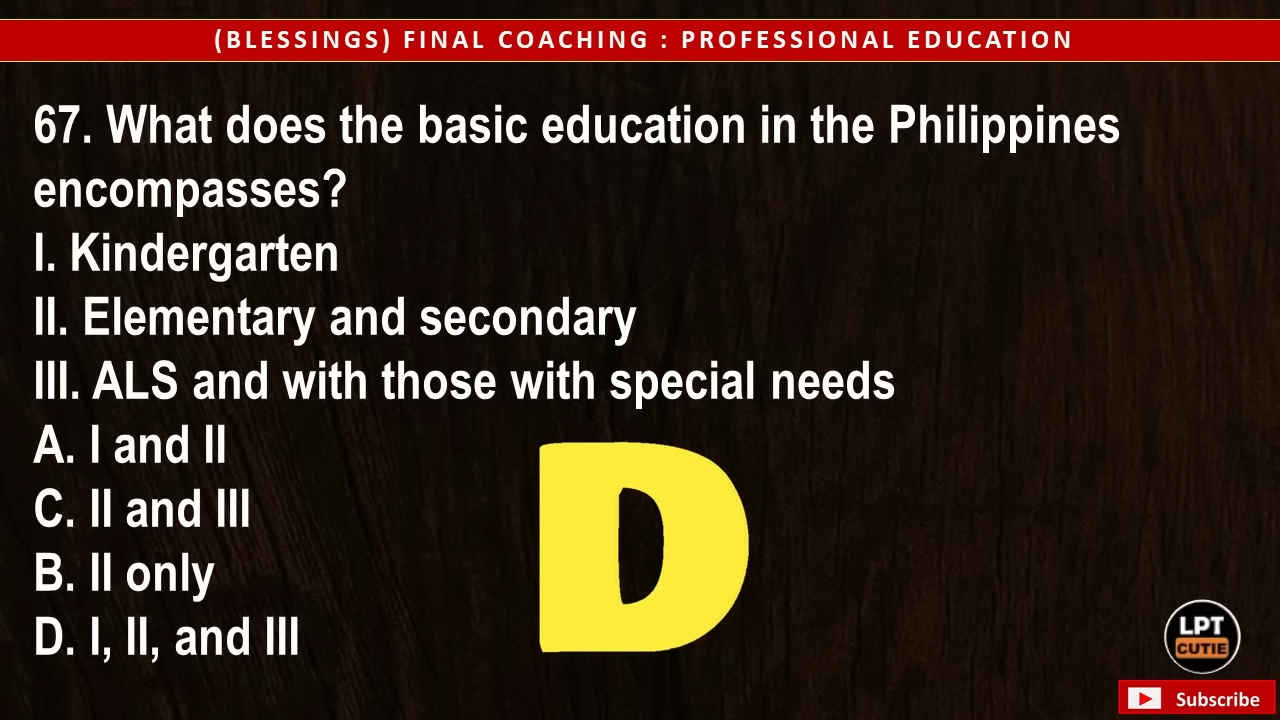 (BLESSINGS) FINAL COACHING : PROFESSIONAL EDUCATION
67. What does the basic education in the Philippines
encompasses?
I. Kindergarten
II. Elementary and secondary
III. ALS and with those with special needs
A. I and II
C. II and III
B. II only
D. I, II, and III
D
LPT
CUTIE
Subscribe